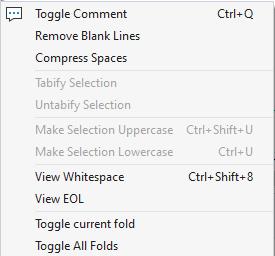 Toggle Comment Ctrl+Q
Remove Blank Lines
Compress Spaces
Tabify Selection
Untabify Selection
Make Selection Uppercase Ctrl+Shift+U
Make Selection Lowercase Ctrl+U
View Whitespace Ctrl+Shift+8
View EOL
Toggle current fold
Toggle All Folds